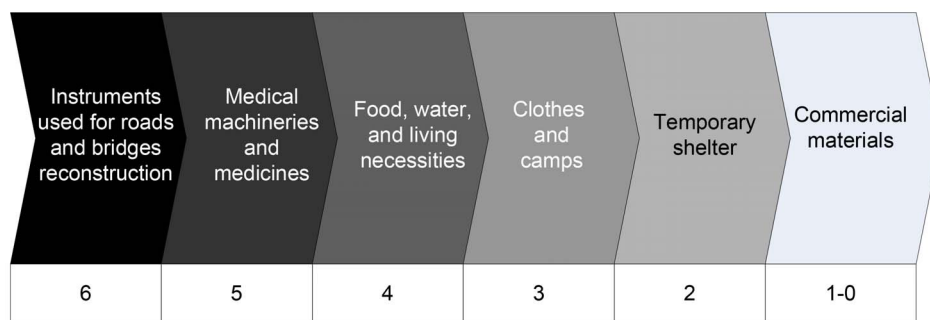 Instruments
used for roads
and bridges
reconstruction
Medical
machineries
and
medicines
Food, water,
and living
necessities
Clothes
and
camps
Temporary
shelter
Commercial
materials
6
5
4
3
2
1-0